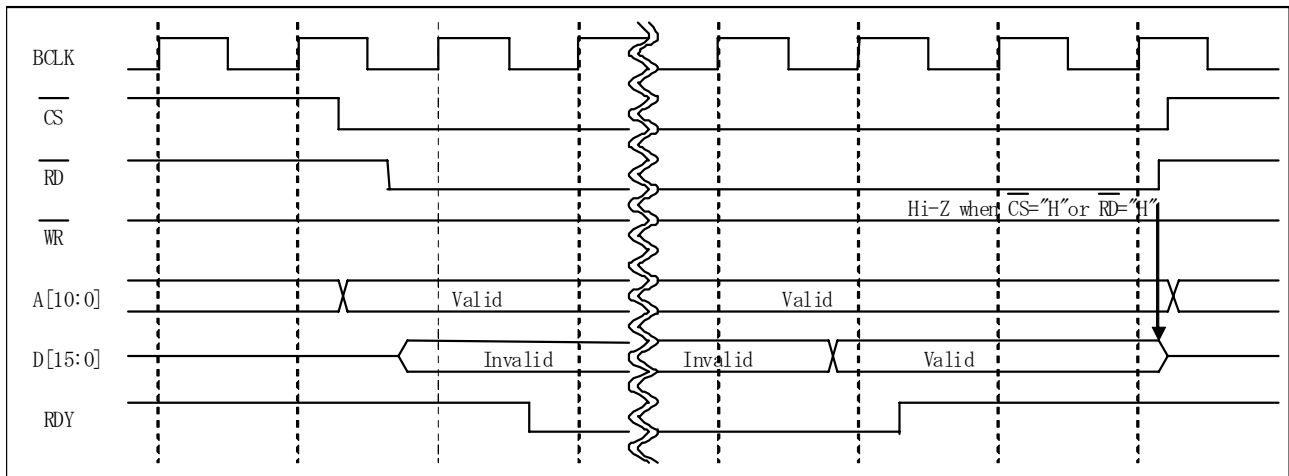 BCLK
CS
RD
Hi-Z when CS="H"or RD="H"
WR
A[10:0] Valid Valid
D[15:0] Invalid Invalid Valid
RDY